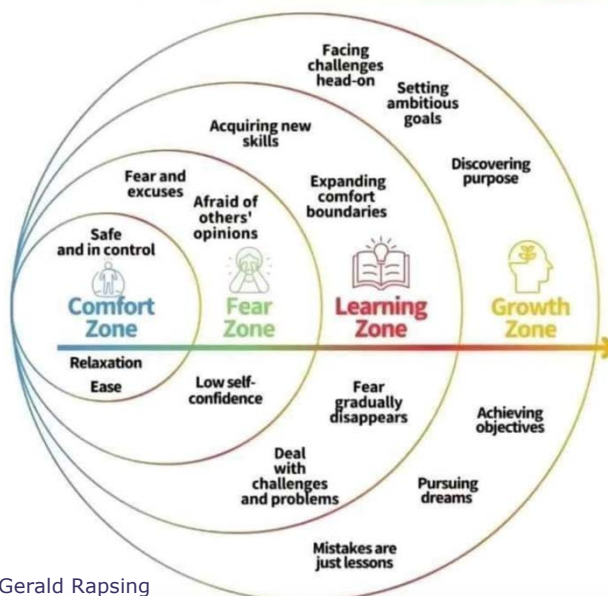 Facing
challenges
head-on
Setting
ambitious
goals
Acquiring new
skills
Discovering
purpose
Fear and
excuses
Expanding
comfort
boundaries
Afraid of
others'
opinions
Safe
and in control
Comfort
Zone
Fear
Zone
Learning
Zone
Growth
Zone
Relaxation
Ease
Low self-
confidence
Fear
gradually
disappears
Achieving
objectives
Deal
with
challenges
and problems
Pursuing
dreams
Mistakes are
just lessons
Gerald Rapsing